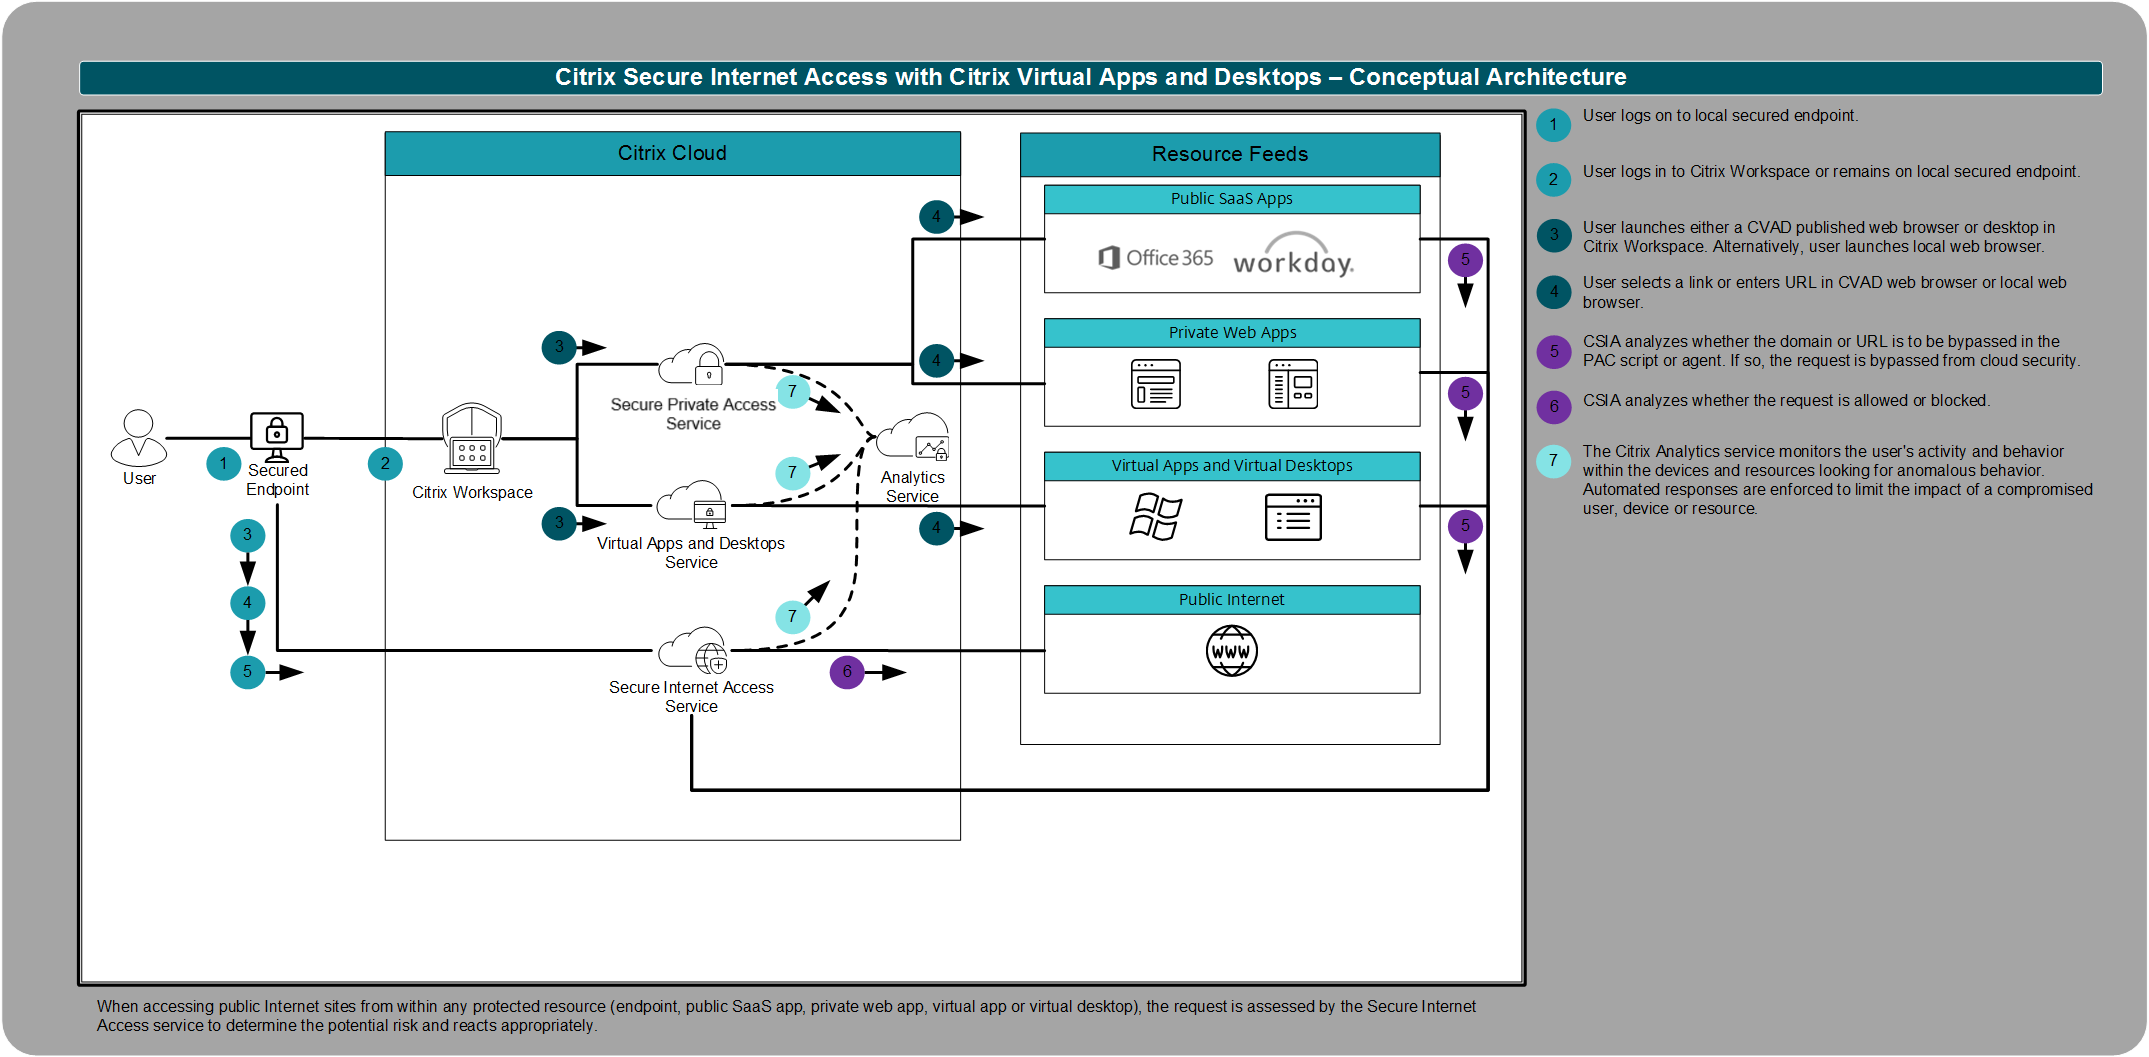 Citrix Secure Internet Access with Citrix Virtual Apps and Desktops – Conceptual Architecture
Citrix Cloud
Resource Feeds
Public SaaS Apps
Office 365
workday.
Private Web Apps
Virtual Apps and Virtual Desktops
Public Internet
WWW
User
1
Secured
Endpoint
2
Citrix Workspace
3
Secure Private Access
Service
3
Virtual Apps and Desktops
Service
Secure Internet Access
Service
Analytics
Service
7
7
7
4
4
4
5
5
5
6
3
4
5
1
User logs on to local secured endpoint.
2
User logs in to Citrix Workspace or remains on local secured endpoint.
3
User launches either a CVAD published web browser or desktop in
Citrix Workspace. Alternatively, user launches local web browser.
4
User selects a link or enters URL in CVAD web browser or local web
browser.
5
CSIA analyzes whether the domain or URL is to be bypassed in the
PAC script or agent. If so, the request is bypassed from cloud security.
6
CSIA analyzes whether the request is allowed or blocked.
7
The Citrix Analytics service monitors the user's activity and behavior
within the devices and resources looking for anomalous behavior.
Automated responses are enforced to limit the impact of a compromised
user, device or resource.
When accessing public Internet sites from within any protected resource (endpoint, public SaaS app, private web app, virtual app or virtual desktop), the request is assessed by the Secure Internet
Access service to determine the potential risk and reacts appropriately.